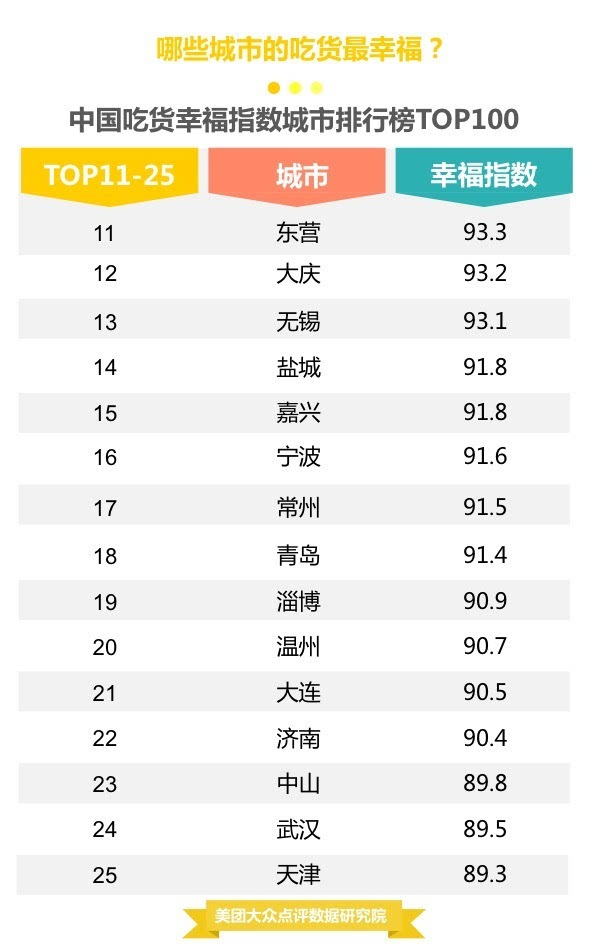 哪些城市的吃货最幸福？
中国吃货幸福指数城市排行榜TOP100
TOP11-25 城市 幸福指数
11 东营 93.3
12 大庆 93.2
13 无锡 93.1
14 盐城 91.8
15 嘉兴 91.8
16 宁波 91.6
17 常州 91.5
18 青岛 91.4
19 淄博 90.9
20 温州 90.7
21 大连 90.5
22 济南 90.4
23 中山 89.8
24 武汉 89.5
25 天津 89.3
美团大众点评数据研究院